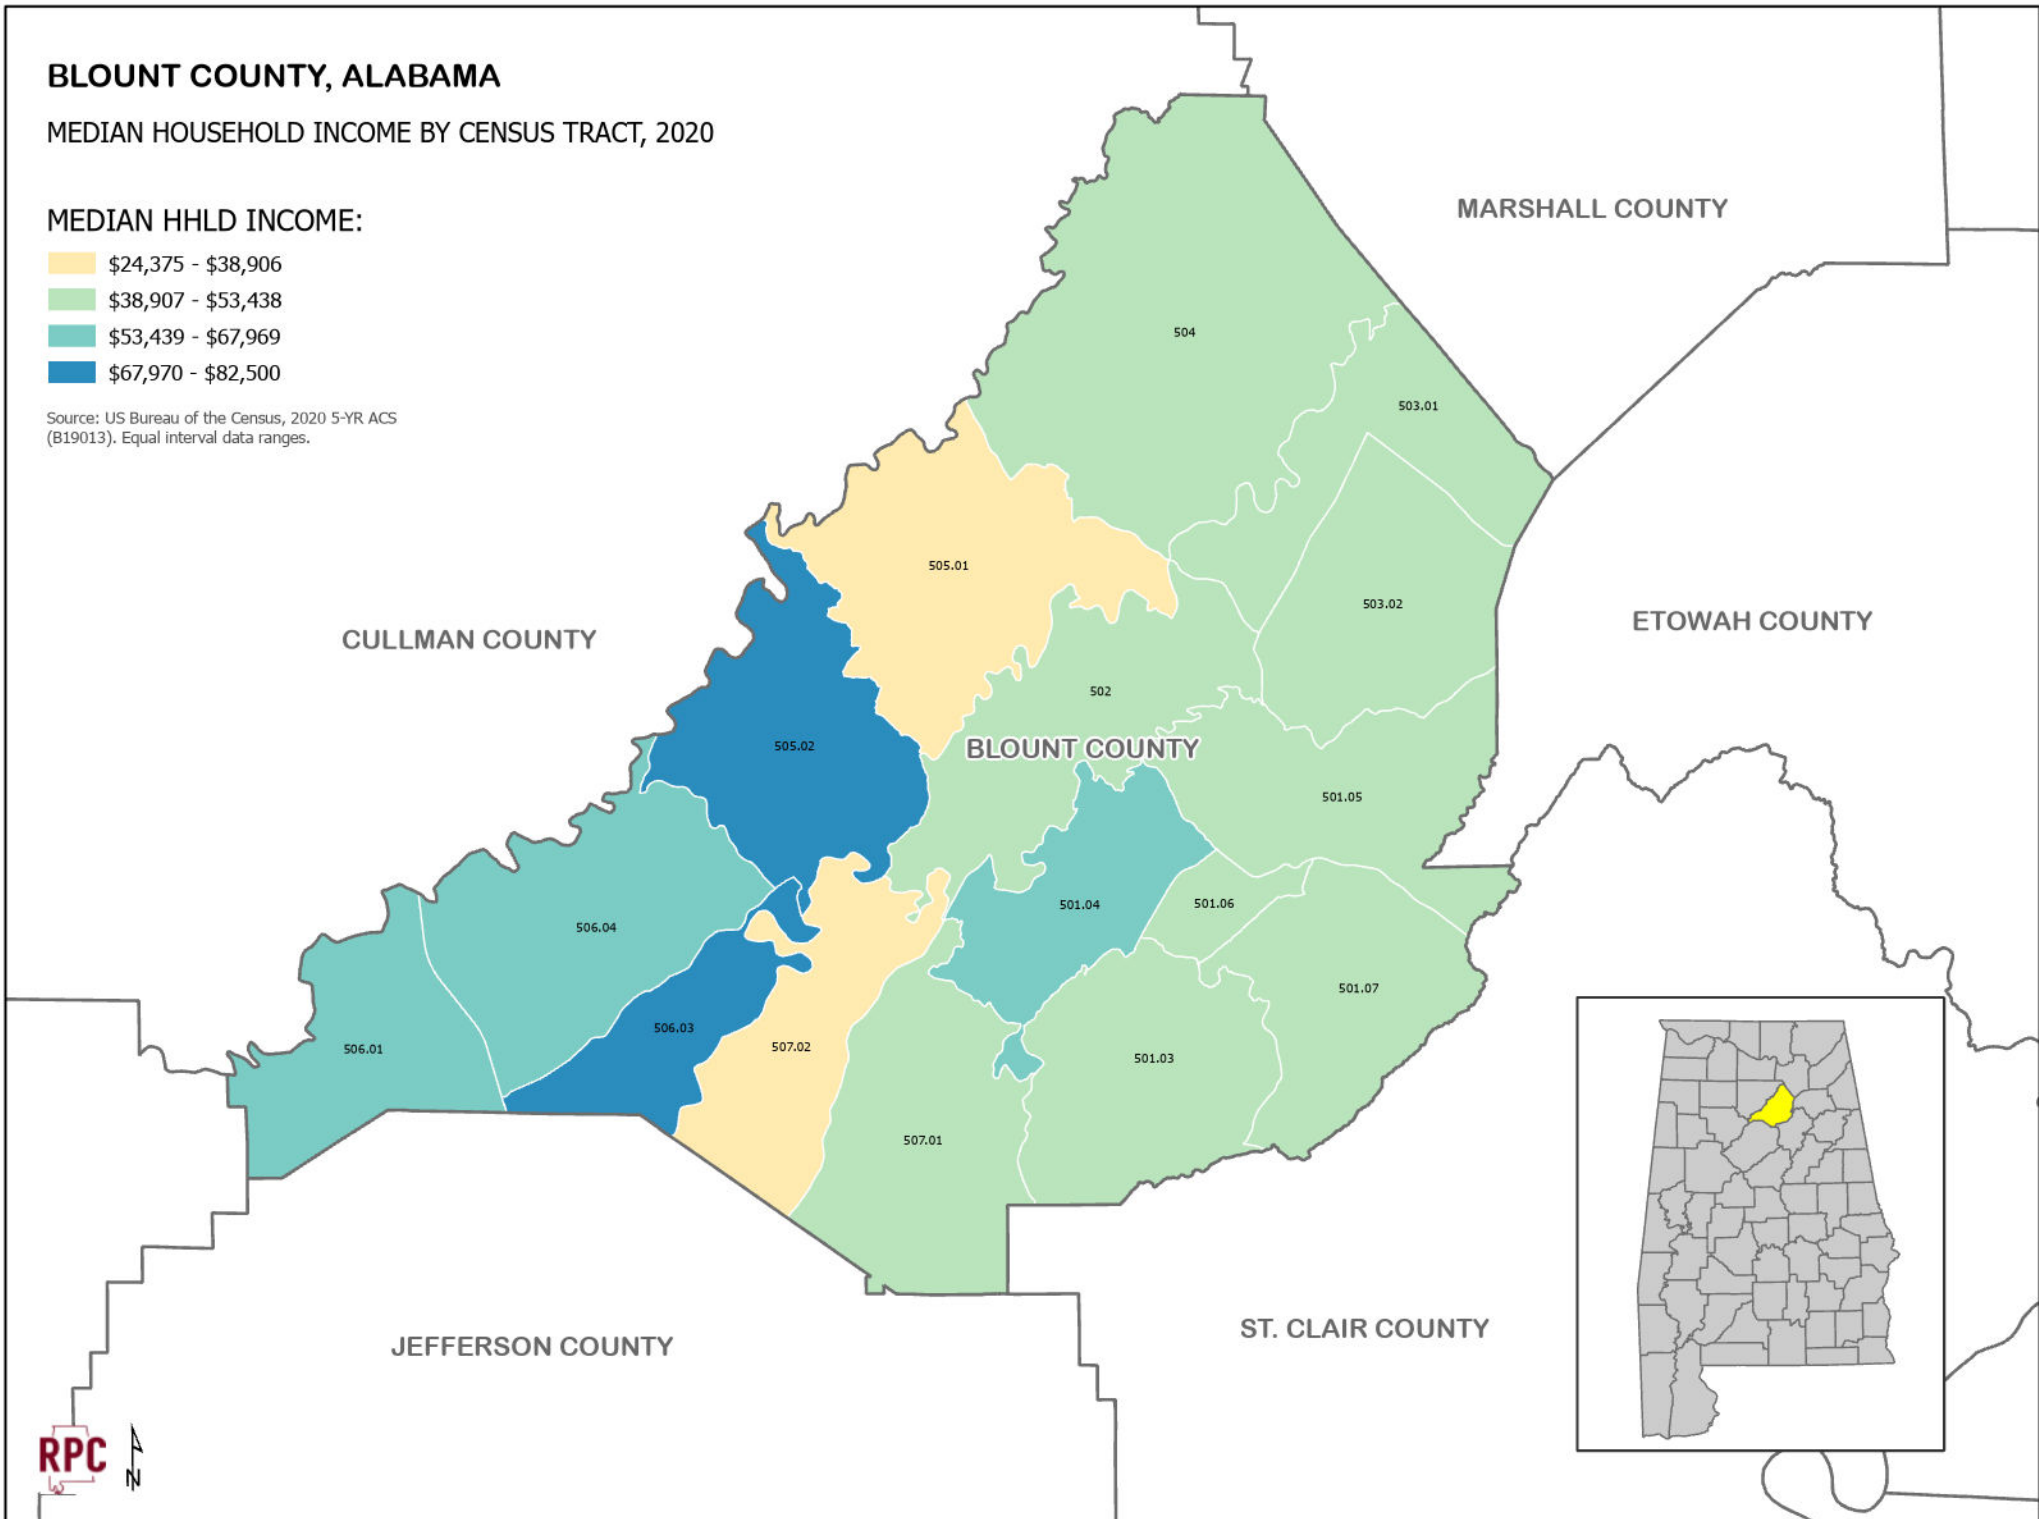 BLOUNT COUNTY, ALABAMA
MEDIAN HOUSEHOLD INCOME BY CENSUS TRACT, 2020
MEDIAN HHLD INCOME:
$24,375 - $38,906
$38,907 - $53,438
$53,439 - $67,969
$67,970 - $82,500
Source: US Bureau of the Census, 2020 5-YR ACS
(B19013). Equal interval data ranges.
MARSHALL COUNTY
504
503.01
505.01
503.02
ETOWAH COUNTY
CULLMAN COUNTY
502
505.02
BLOUNT COUNTY
501.05
501.04
501.06
506.04
501.07
506.03
507.02
506.01
501.03
507.01
ST. CLAIR COUNTY
JEFFERSON COUNTY
RPC
N